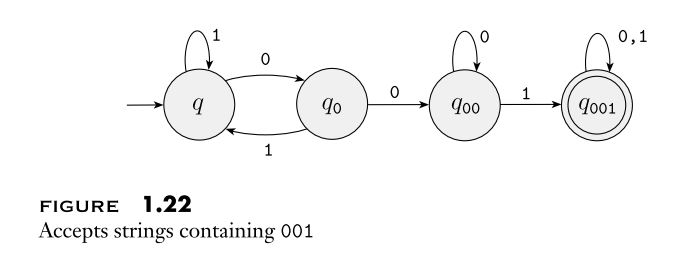 1
0
0
0,1
q
q0
0
q00
1
q001
1
FIGURE 1.22
Accepts strings containing 001